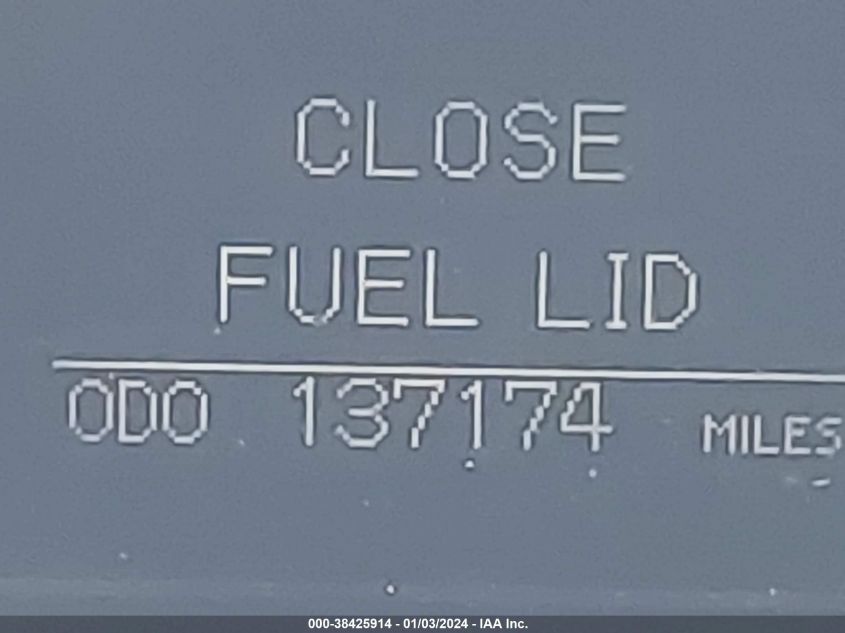 CLOSE
FUEL LID
ODO 137174 MILES
000-38425914 - 01/03/2024 - IAA Inc.